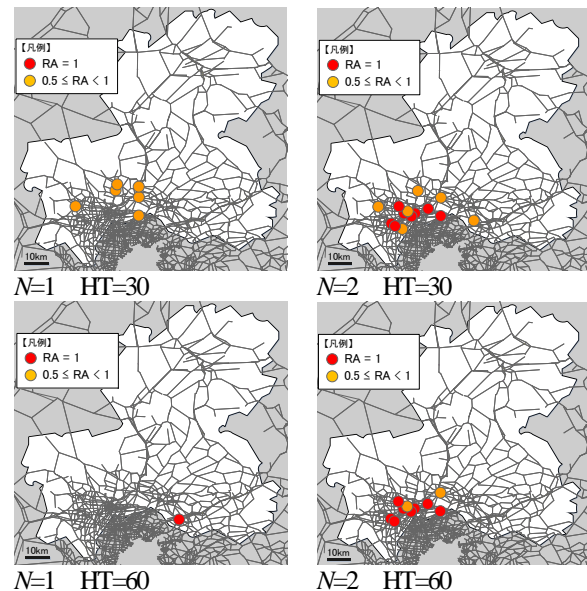 【凡例】
RA = 1
0.5 ≤ RA < 1
10km
N=1 HT=30
【凡例】
RA = 1
0.5 ≤ RA < 1
10km
N=2 HT=30
【凡例】
RA = 1
0.5 ≤ RA < 1
10km
N=1 HT=60
【凡例】
RA = 1
0.5 ≤ RA < 1
10km
N=2 HT=60